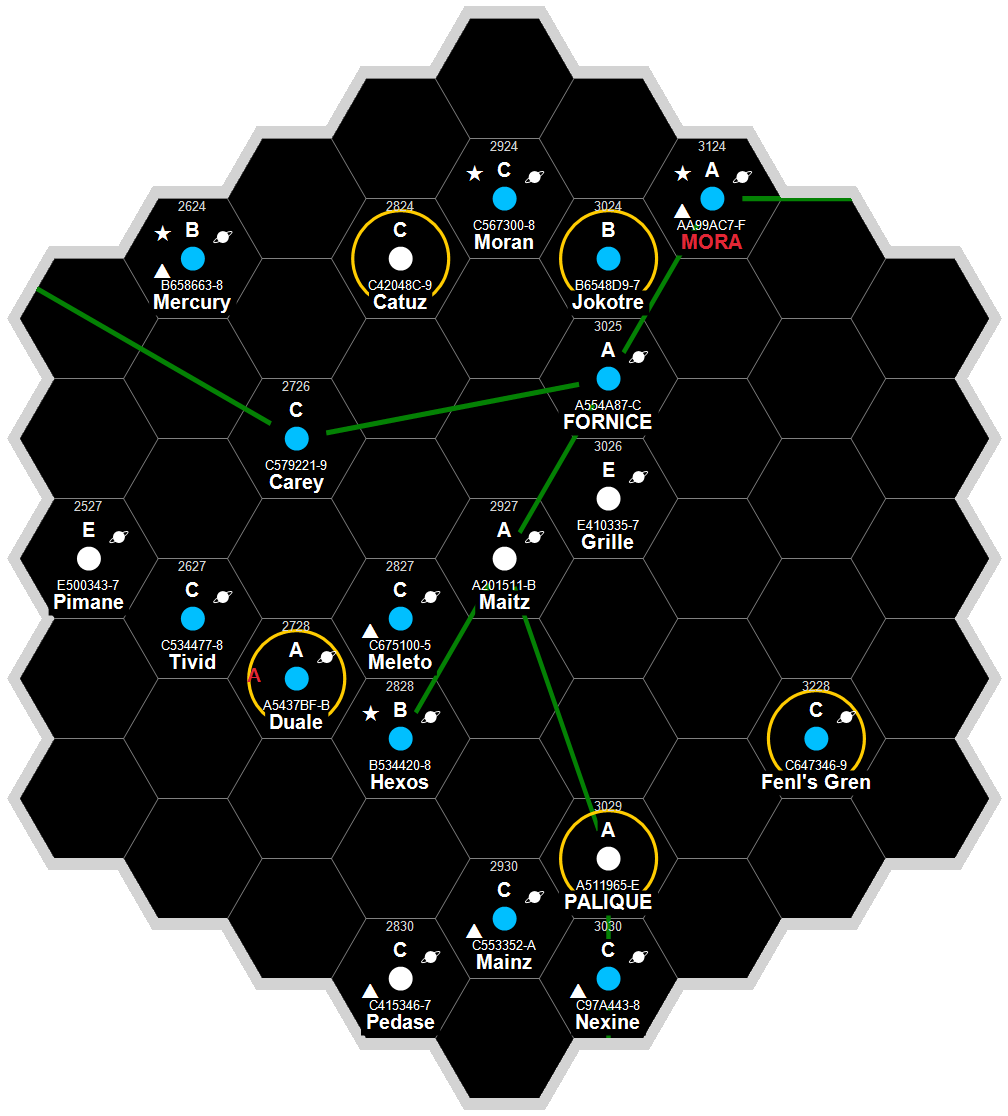 2924
C
C567300-8
Moran
3124
A
AA99AC7-F
MORA
2624
B
B658663-8
Mercury
2824
C
C42048C-9
Catuz
3024
B
B6548D9-7
Jokotre
3025
A
A554A87-C
FORNICE
2726
C
C579221-9
Carey
3026
E
E410335-7
Grille
2527
E
E500343-7
Pimane
2927
A
A201511-B
Maitz
2627
C
C534477-8
Tivid
2827
C
C675100-5
Meleto
2728
A
A
A5437BF-B
Duale
2828
B
B534420-8
Hexos
3228
C
C647346-9
Fenl's Gren
3029
A
A511965-E
PALIQUE
2930
C
C553352-A
Mainz
2830
C
C415346-7
Pedase
3030
C
C97A443-8
Nexine